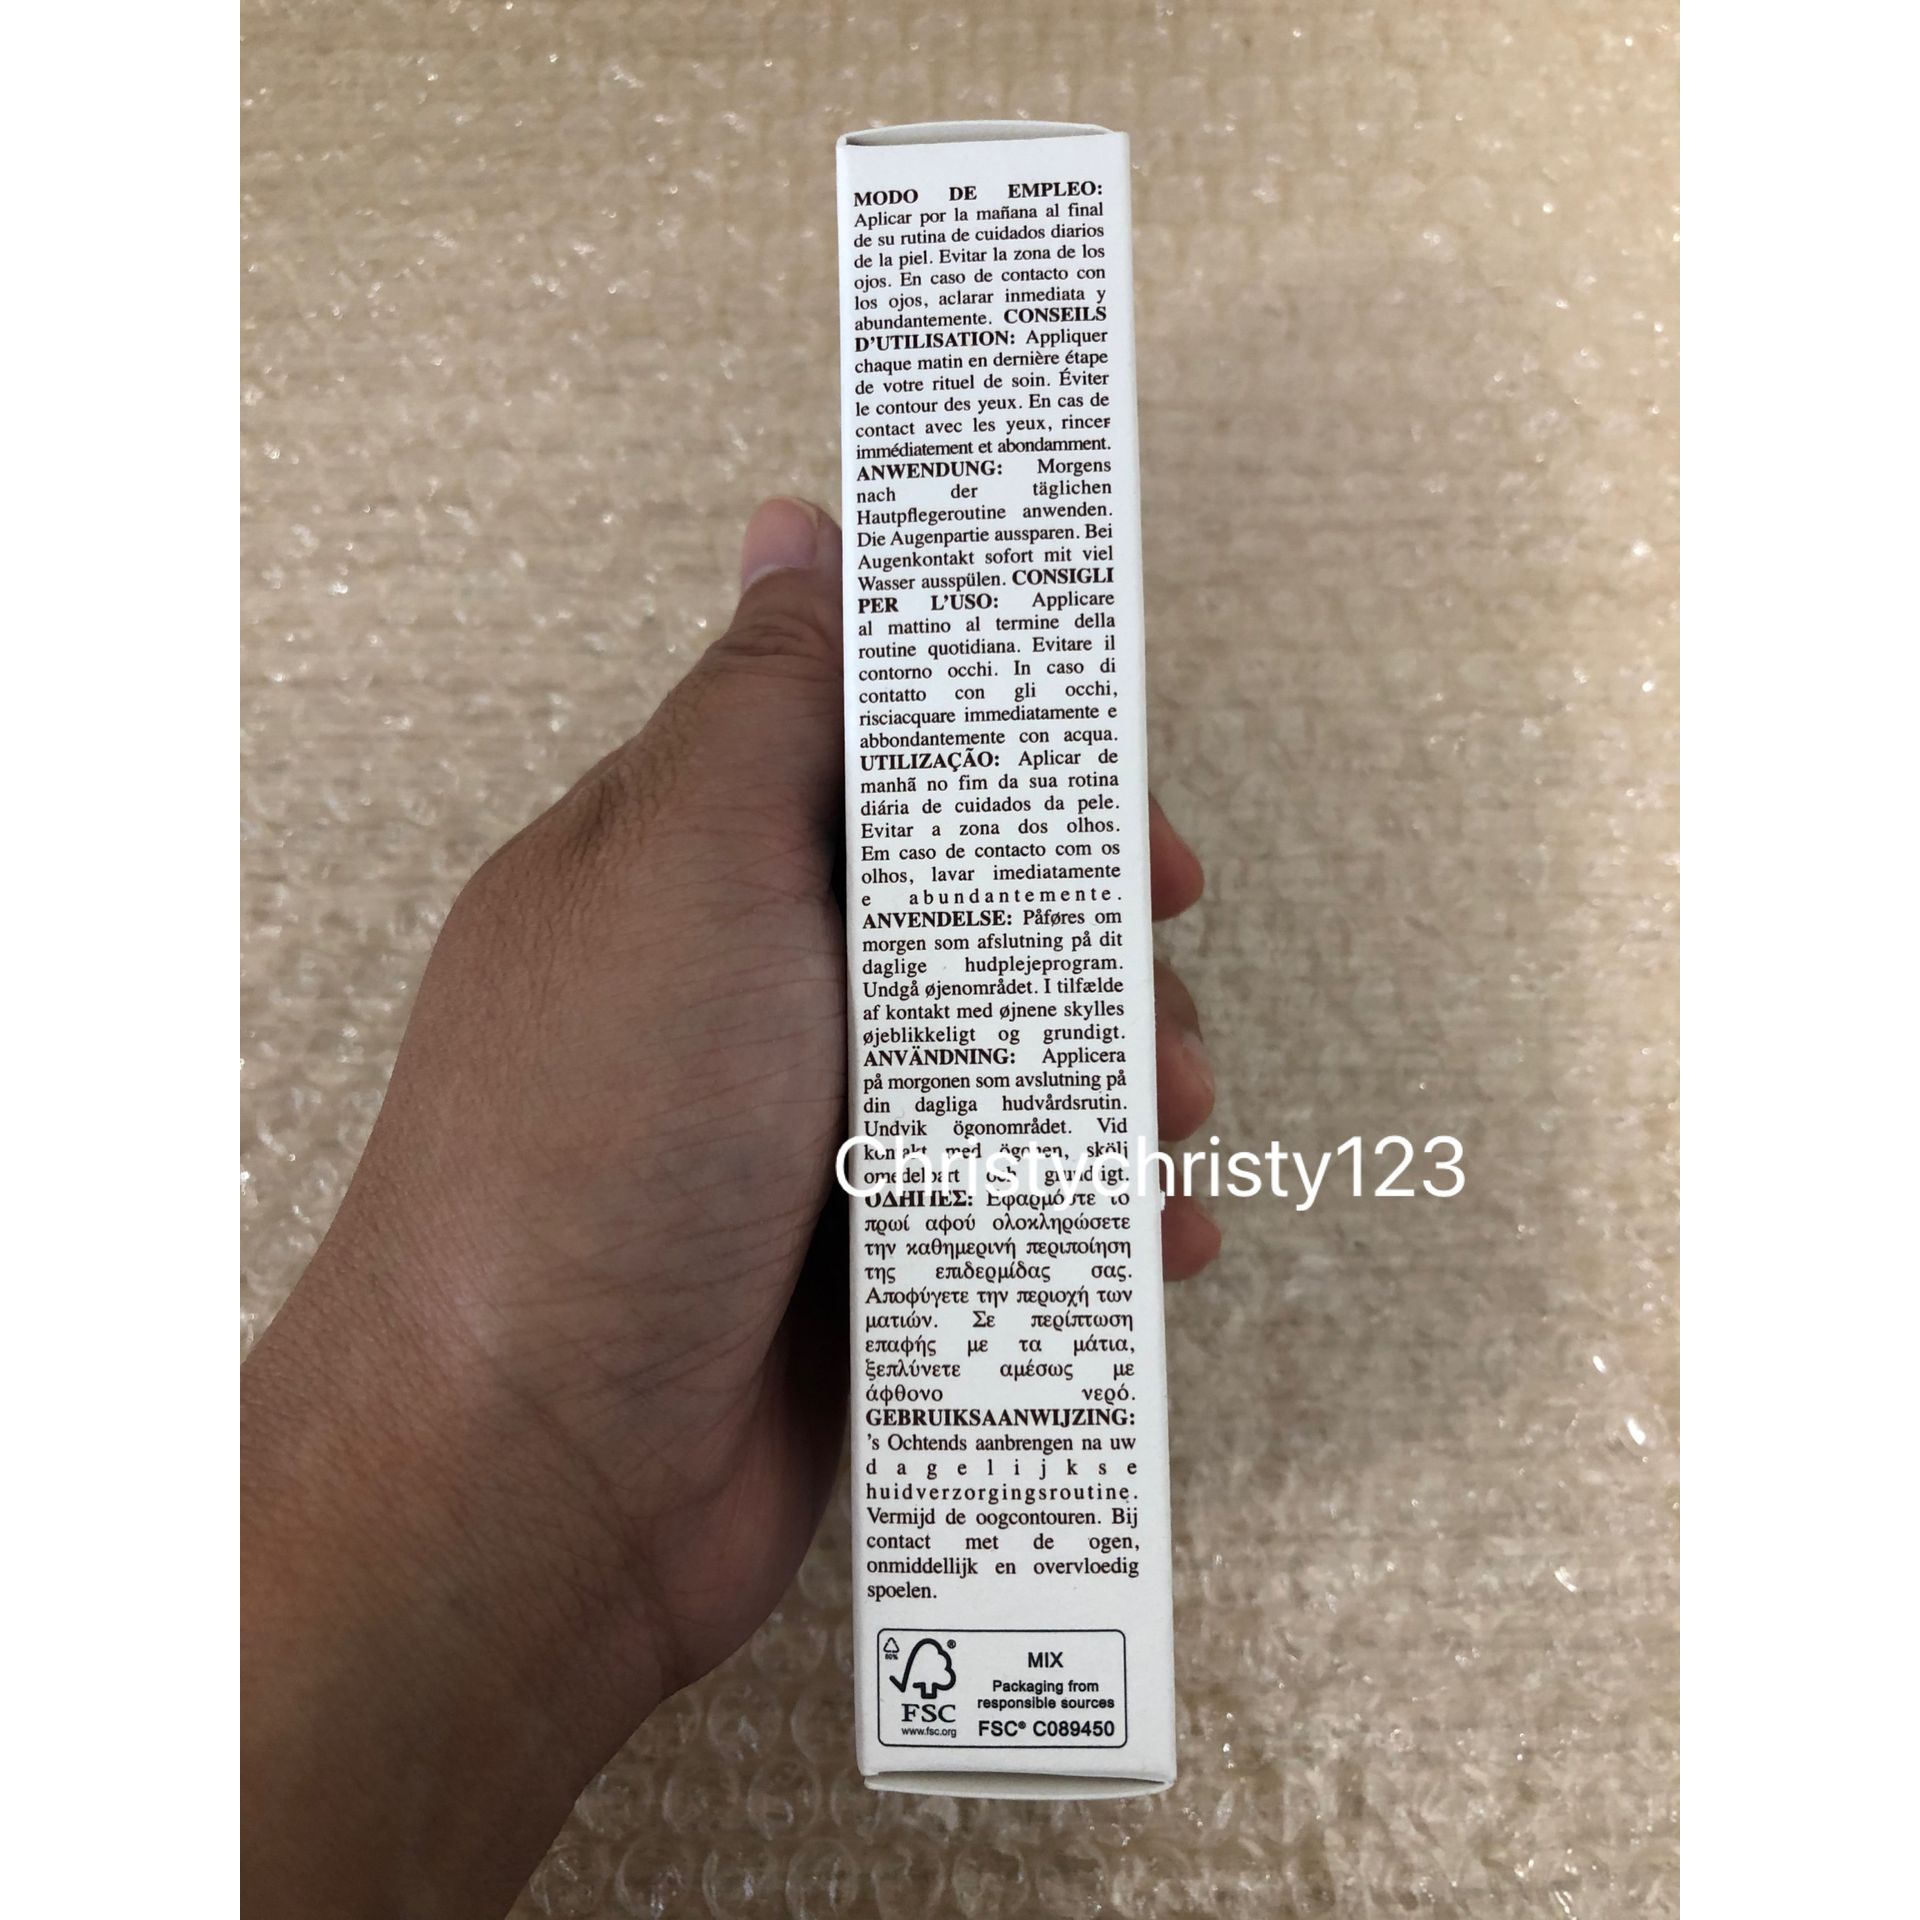 MODO DE EMPLEO:
Aplicar por la mañana al final
de su rutina de cuidados diarios
de la piel. Evitar la zona de los
ojos. En caso de contacto con
los ojos, aclarar inmediata y
abundantemente. CONSEILS
D'UTILISATION: Appliquer
chaque matin en dernière étape
de votre rituel de soin. Éviter
le contour des yeux. En cas de
contact avec les yeux, rincer
immédiatement et abondamment.
ANWENDUNG: Morgens
nach der täglichen
Hautpflegeroutine anwenden.
Die Augenpartie aussparen. Bei
Augenkontakt sofort mit viel
Wasser ausspülen. CONSIGLI
PER L'USO: Applicare
al mattino al termine della
routine quotidiana. Evitare il
contorno occhi. In caso di
contatto con gli occhi,
risciacquare immediatamente e
abbondantemente con acqua.
UTILIZAÇÃO: Aplicar de
manhã no fim da sua rotina
diária de cuidados da pele.
Evitar a zona dos olhos.
Em caso de contacto com os
olhos, lavar imediatamente
e abundantemente.
ANVENDELSE: Påføres om
morgen som afslutning på dit
daglige hudplejeprogram.
Undgå øjenområdet. I tilfælde
af kontakt med øjnene skylles
øjeblikkeligt og grundigt.
ANVÄNDNING: Applicera
på morgonen som avslutning på
din dagliga hudvårdsrutin.
Undvik ögonområdet. Vid
kontakt med ögonen, skölj
omedelbart och grundligt.
Christychristy123
ΟΔΗΓΙΕΣ: Εφαρμόστε το
πρωί αφού ολοκληρώσετε
την καθημερινή περιποίηση
της επιδερμίδας σας.
Αποφύγετε την περιοχή των
ματιών. Σε περίπτωση
επαφής με τα μάτια,
ξεπλύνετε αμέσως με
άφθονο νερό.
GEBRUIKSAANWIJZING:
's Ochtends aanbrengen na uw
dagelijkse
huidverzorgingsroutine.
Vermijd de oogcontouren. Bij
contact met de ogen,
onmiddellijk en overvloedig
spoelen.
80%
FSC
www.fsc.org
MIX
Packaging from
responsible sources
FSC® C089450